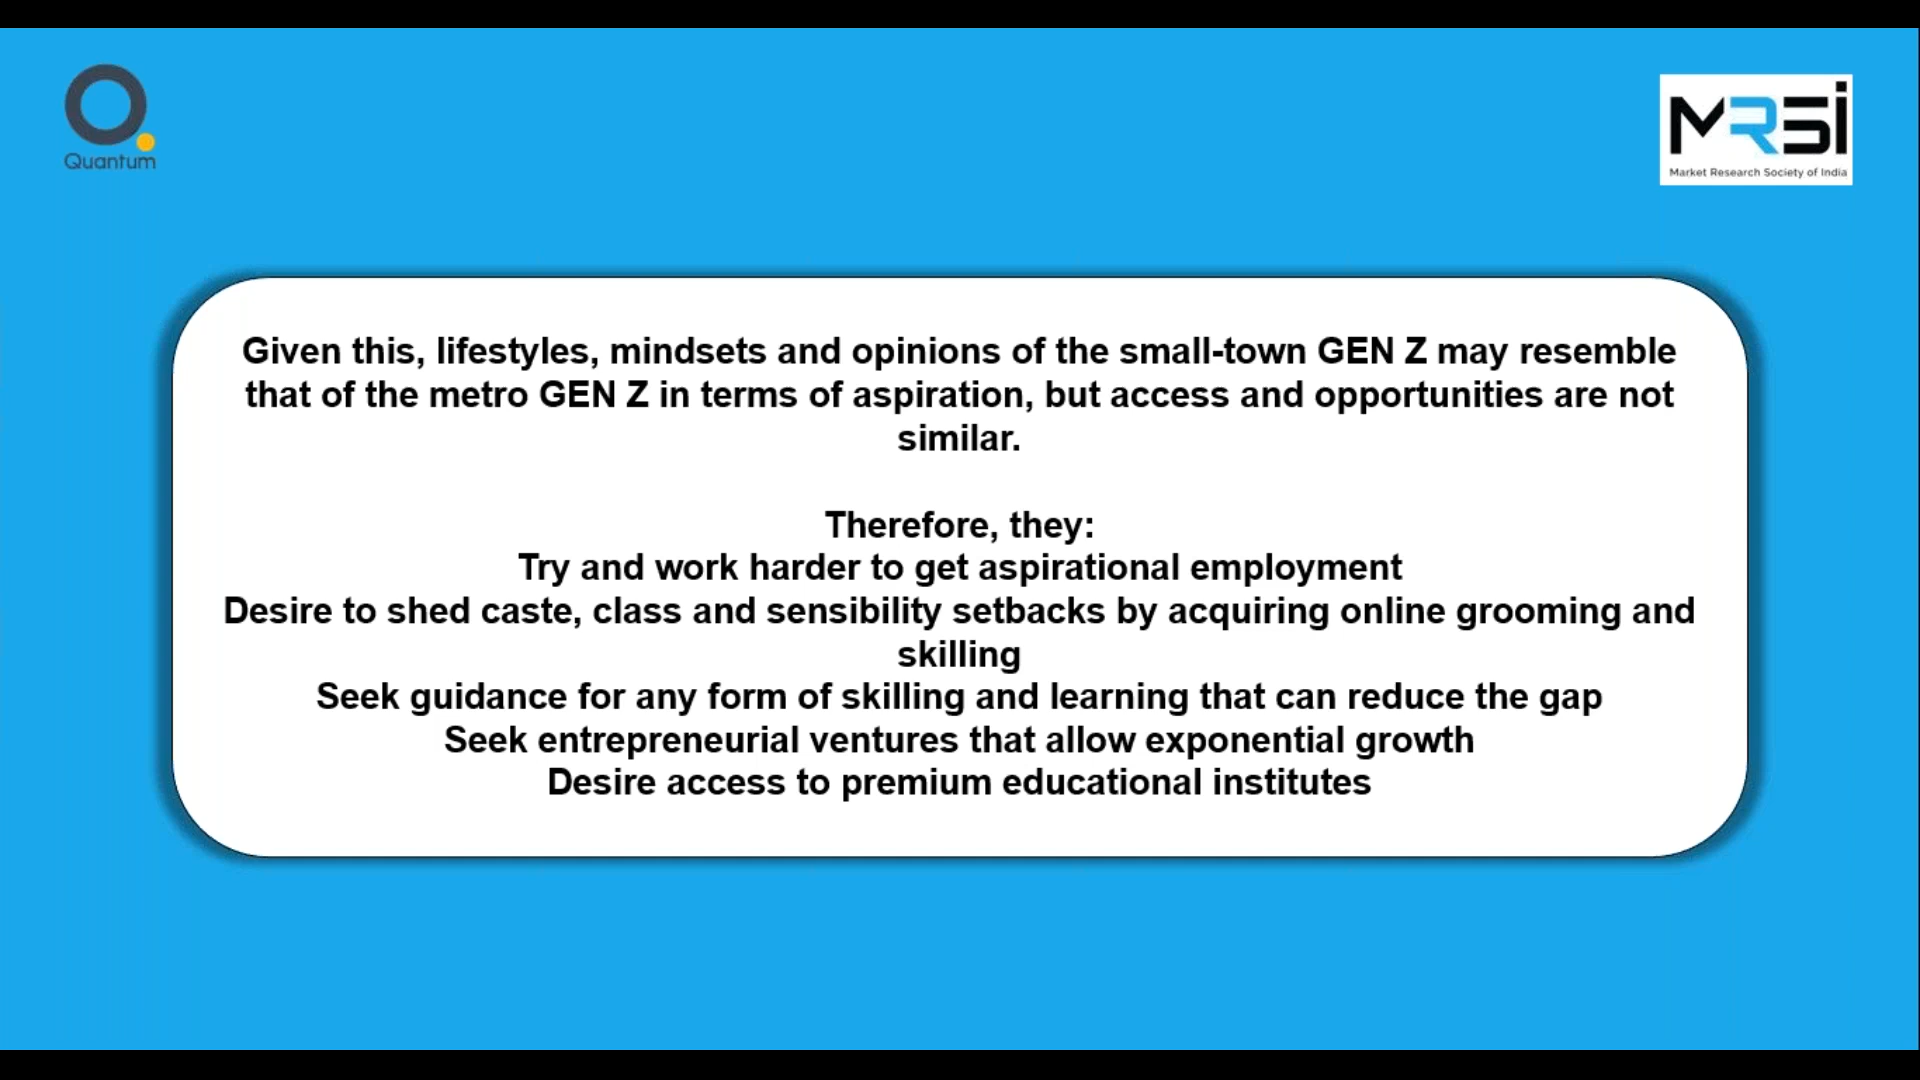 Quantum
MRSi
Market Research Society of India
Given this, lifestyles, mindsets and opinions of the small-town GEN Z may resemble
that of the metro GEN Z in terms of aspiration, but access and opportunities are not
similar.
Therefore, they:
Try and work harder to get aspirational employment
Desire to shed caste, class and sensibility setbacks by acquiring online grooming and
skilling
Seek guidance for any form of skilling and learning that can reduce the gap
Seek entrepreneurial ventures that allow exponential growth
Desire access to premium educational institutes